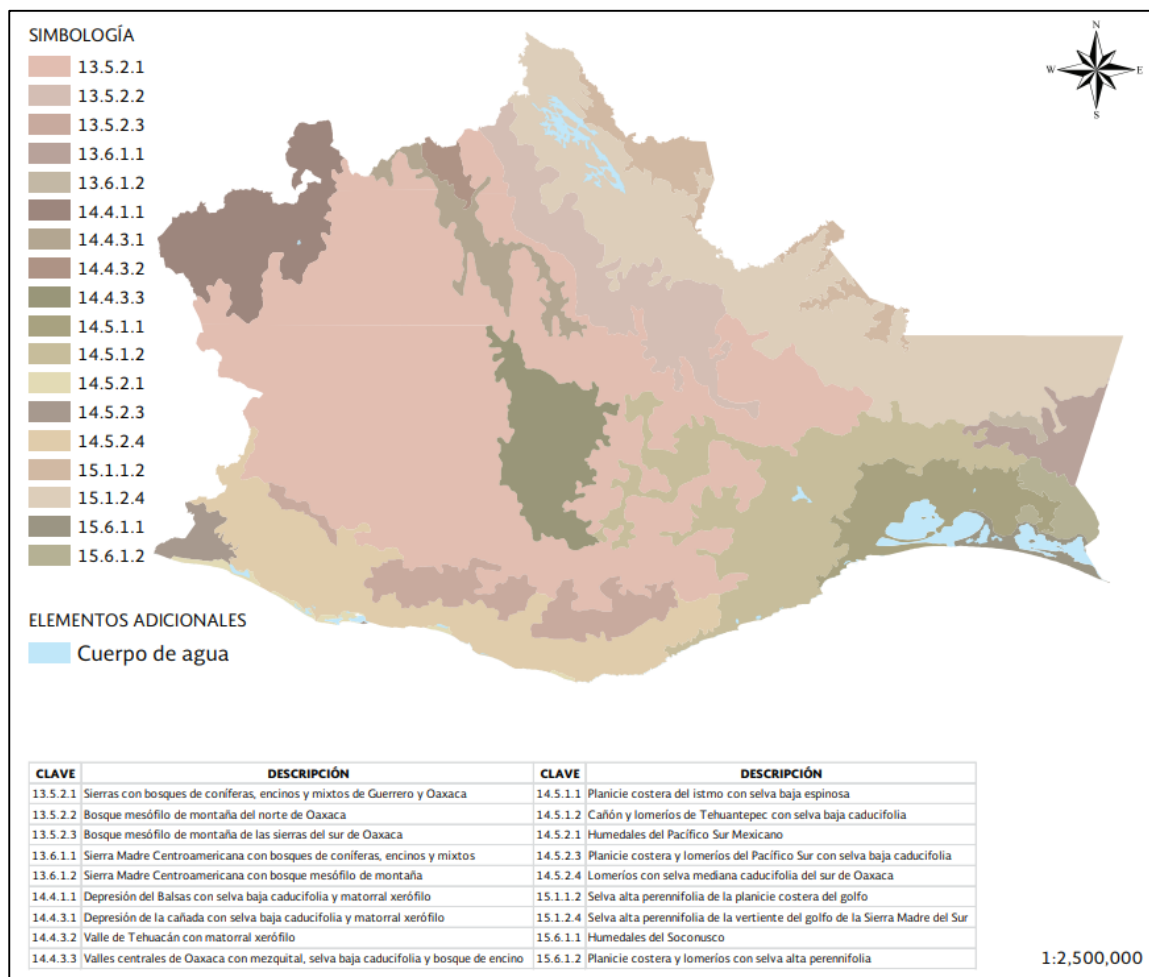 SIMBOLOGÍA
13.5.2.1
13.5.2.2
13.5.2.3
13.6.1.1
13.6.1.2
14.4.1.1
14.4.3.1
14.4.3.2
14.4.3.3
14.5.1.1
14.5.1.2
14.5.2.1
14.5.2.3
14.5.2.4
15.1.1.2
15.1.2.4
15.6.1.1
15.6.1.2
ELEMENTOS ADICIONALES
Cuerpo de agua
N
W E
S
CLAVE DESCRIPCIÓN CLAVE DESCRIPCIÓN
13.5.2.1 Sierras con bosques de coníferas, encinos y mixtos de Guerrero y Oaxaca 14.5.1.1 Planicie costera del istmo con selva baja espinosa
13.5.2.2 Bosque mesófilo de montaña del norte de Oaxaca 14.5.1.2 Cañón y lomeríos de Tehuantepec con selva baja caducifolia
13.5.2.3 Bosque mesófilo de montaña de las sierras del sur de Oaxaca 14.5.2.1 Humedales del Pacífico Sur Mexicano
13.6.1.1 Sierra Madre Centroamericana con bosques de coníferas, encinos y mixtos 14.5.2.3 Planicie costera y lomeríos del Pacífico Sur con selva baja caducifolia
13.6.1.2 Sierra Madre Centroamericana con bosque mesófilo de montaña 14.5.2.4 Lomeríos con selva mediana caducifolia del sur de Oaxaca
14.4.1.1 Depresión del Balsas con selva baja caducifolia y matorral xerófilo 15.1.1.2 Selva alta perennifolia de la planicie costera del golfo
14.4.3.1 Depresión de la cañada con selva baja caducifolia y matorral xerófilo 15.1.2.4 Selva alta perennifolia de la vertiente del golfo de la Sierra Madre del Sur
14.4.3.2 Valle de Tehuacán con matorral xerófilo 15.6.1.1 Humedales del Soconusco
14.4.3.3 Valles centrales de Oaxaca con mezquital, selva baja caducifolia y bosque de encino 15.6.1.2 Planicie costera y lomeríos con selva alta perennifolia
1:2,500,000